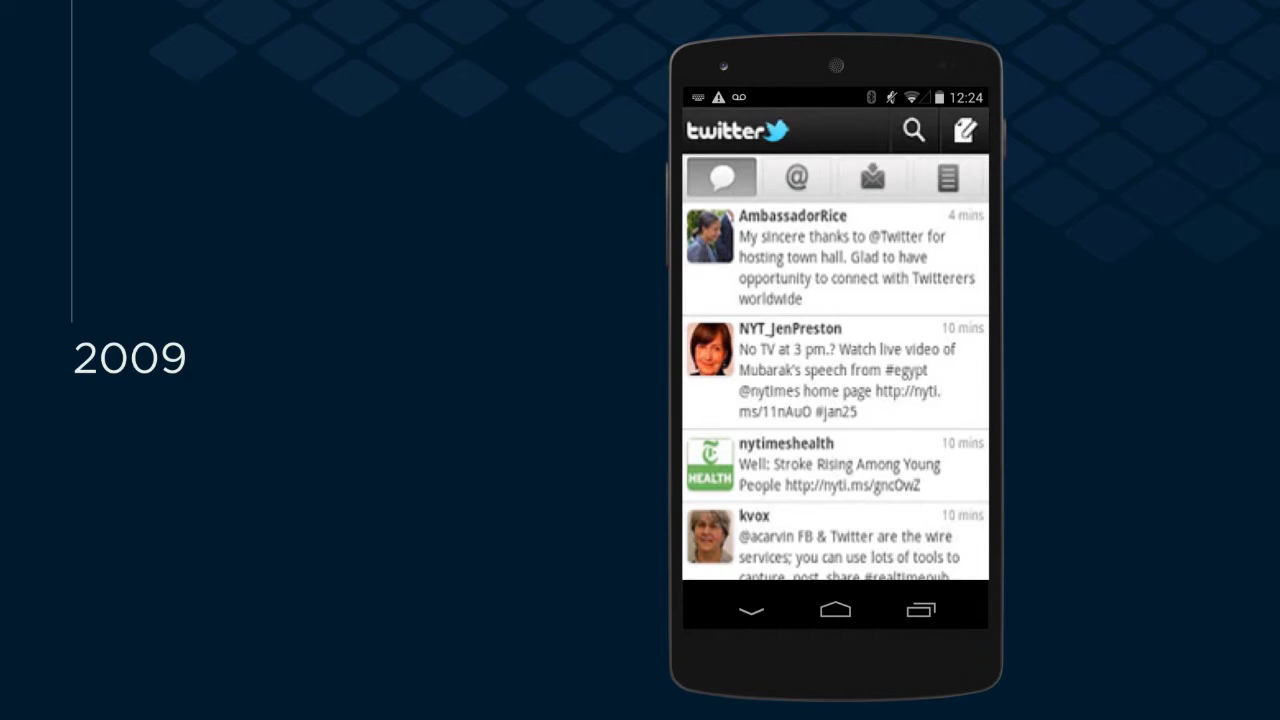 2009
12:24
twitter
@
AmbassadorRice 4 mins
My sincere thanks to @Twitter for
hosting town hall. Glad to have
opportunity to connect with Twitterers
worldwide
NYT_JenPreston 10 mins
No TV at 3 pm.? Watch live video of
Mubarak's speech from #egypt
@nytimes home page http://nyti.
ms/11nAuO #jan25
HEALTH
nytimeshealth 10 mins
Well: Stroke Rising Among Young
People http://nyti.ms/gncOwZ
kvox 10 mins
@acarvin FB & Twitter are the wire
services; you can use lots of tools to
capture, post, share #realtimepub